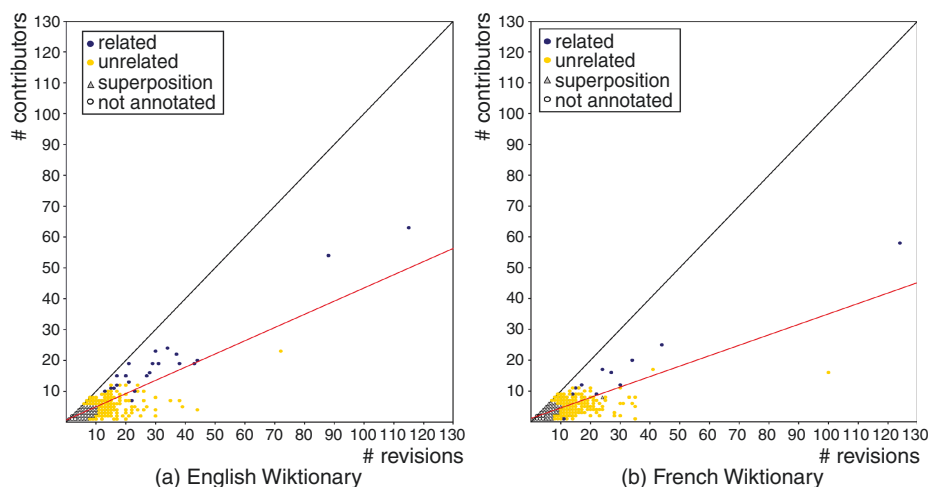 # contributors
130
120
110
100
90
80
70
60
50
40
30
20
10
related
unrelated
superposition
not annotated
10 20 30 40 50 60 70 80 90 100 110 120 130
# revisions
(a) English Wiktionary
# contributors
130
120
110
100
90
80
70
60
50
40
30
20
10
related
unrelated
superposition
not annotated
10 20 30 40 50 60 70 80 90 100 110 120 130
# revisions
(b) French Wiktionary